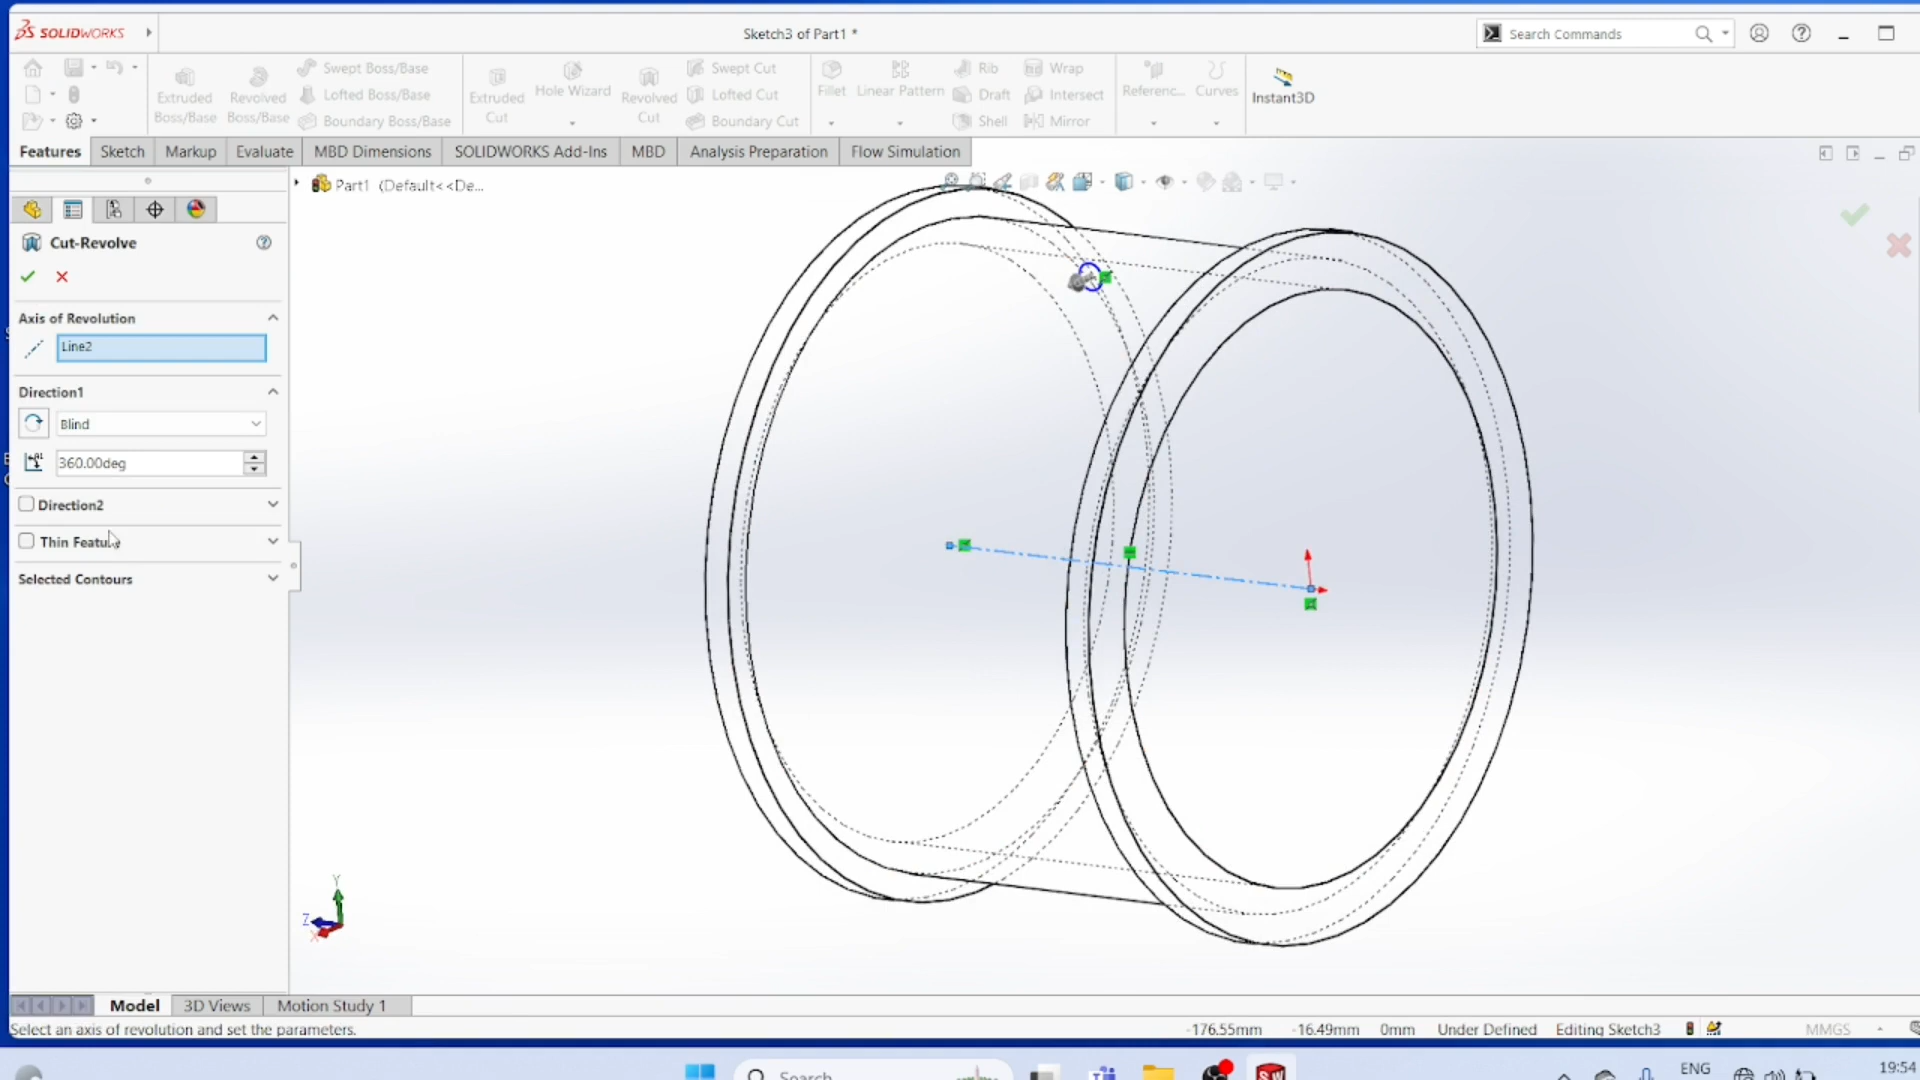 SOLIDWORKS
Sketch3 of Part1 *
Search Commands
Extruded Boss/Base
Revolved Boss/Base
Swept Boss/Base
Lofted Boss/Base
Boundary Boss/Base
Extruded Cut
Hole Wizard
Revolved Cut
Swept Cut
Lofted Cut
Boundary Cut
Fillet
Linear Pattern
Rib
Draft
Shell
Wrap
Intersect
Mirror
Referenc...
Curves
Instant3D
Features
Sketch
Markup
Evaluate
MBD Dimensions
SOLIDWORKS Add-Ins
MBD
Analysis Preparation
Flow Simulation
Part1 (Default<<De...
Cut-Revolve
Axis of Revolution
Line2
Direction1
Blind
360.00deg
Direction2
Thin Feature
Selected Contours
Y
Z
X
Model
3D Views
Motion Study 1
Select an axis of revolution and set the parameters.
-176.55mm
-16.49mm
0mm
Under Defined
Editing Sketch3
MMGS
Search
SW
ENG
19:54